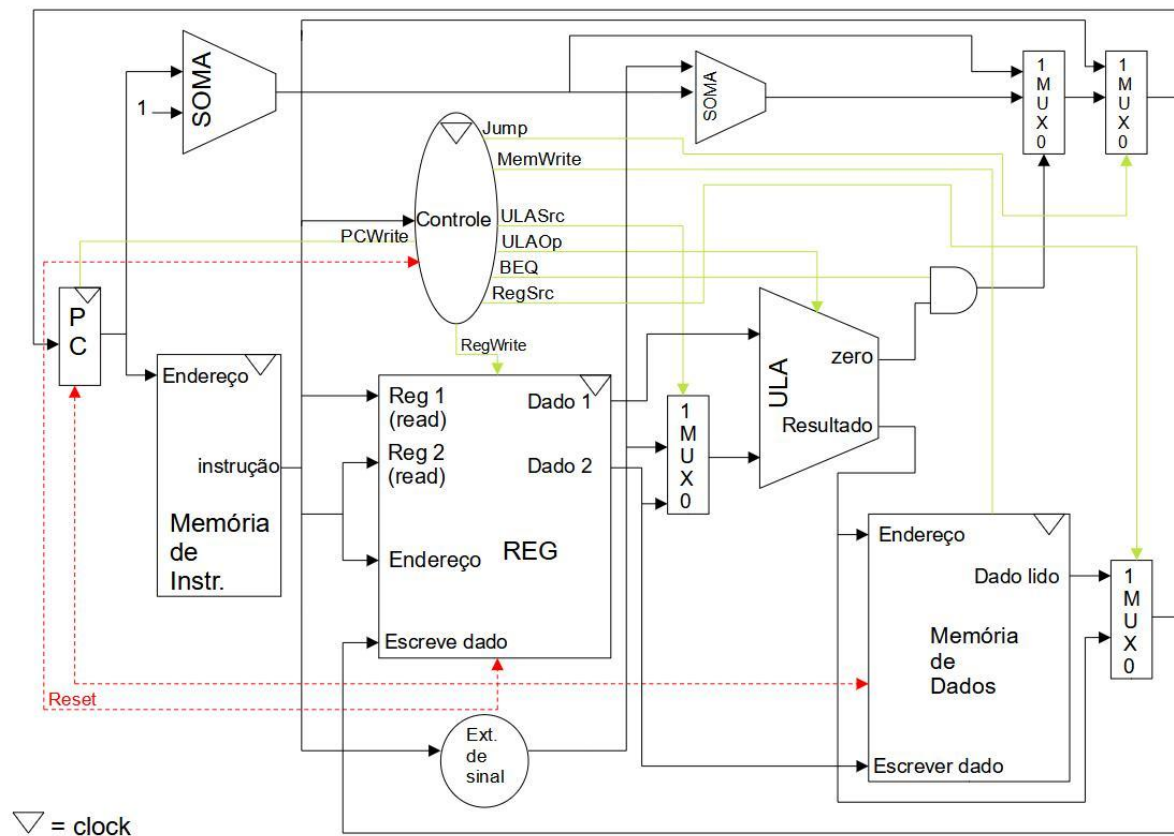 SOMA
1
SOMA
1
M
U
X
0
1
M
U
X
0
Jump
MemWrite
Controle
ULASrc
PCWrite
ULAOp
BEQ
RegSrc
RegWrite
P
C
Endereço
instrução
Memória
de
Instr.
Reg 1
(read)
Reg 2
(read)
Endereço
Escreve dado
Dado 1
Dado 2
REG
1
M
U
X
0
ULA
zero
Resultado
Endereço
Dado lido
Memória
de
Dados
Escrever dado
1
M
U
X
0
Reset
Ext.
de
sinal
= clock